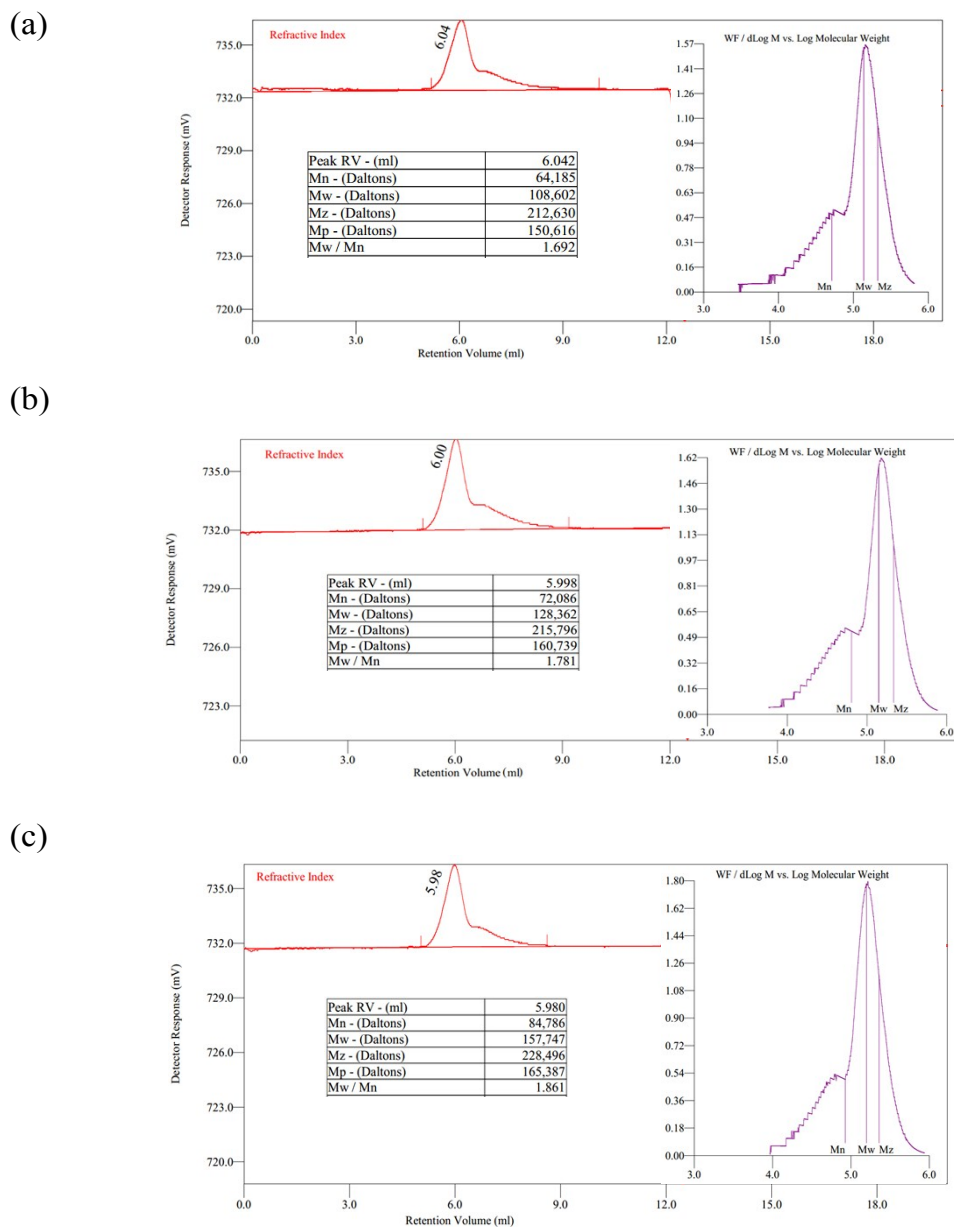 (a)
Refractive Index
6.04
735.0
732.0
729.0
726.0
723.0
720.0
Detector Response (mV)
Peak RV - (ml) 6.042
Mn - (Daltons) 64,185
Mw - (Daltons) 108,602
Mz - (Daltons) 212,630
Mp - (Daltons) 150,616
Mw / Mn 1.692
0.0 3.0 6.0 9.0 12.0 15.0 18.0
Retention Volume (ml)
WF / dLog M vs. Log Molecular Weight
1.57
1.41
1.26
1.10
0.94
0.78
0.63
0.47
0.31
0.16
0.00
Mn Mw Mz
3.0 4.0 5.0 6.0
(b)
Refractive Index
6.00
735.0
732.0
729.0
726.0
723.0
Detector Response (mV)
Peak RV - (ml) 5.998
Mn - (Daltons) 72,086
Mw - (Daltons) 128,362
Mz - (Daltons) 215,796
Mp - (Daltons) 160,739
Mw / Mn 1.781
0.0 3.0 6.0 9.0 12.0 15.0 18.0
Retention Volume (ml)
WF / dLog M vs. Log Molecular Weight
1.62
1.46
1.30
1.13
0.97
0.81
0.65
0.49
0.32
0.16
0.00
Mn Mw Mz
3.0 4.0 5.0 6.0
(c)
Refractive Index
5.98
735.0
732.0
729.0
726.0
723.0
720.0
Detector Response (mV)
Peak RV - (ml) 5.980
Mn - (Daltons) 84,786
Mw - (Daltons) 157,747
Mz - (Daltons) 228,496
Mp - (Daltons) 165,387
Mw / Mn 1.861
0.0 3.0 6.0 9.0 12.0 15.0 18.0
Retention Volume (ml)
WF / dLog M vs. Log Molecular Weight
1.80
1.62
1.44
1.26
1.08
0.90
0.72
0.54
0.36
0.18
0.00
Mn Mw Mz
3.0 4.0 5.0 6.0